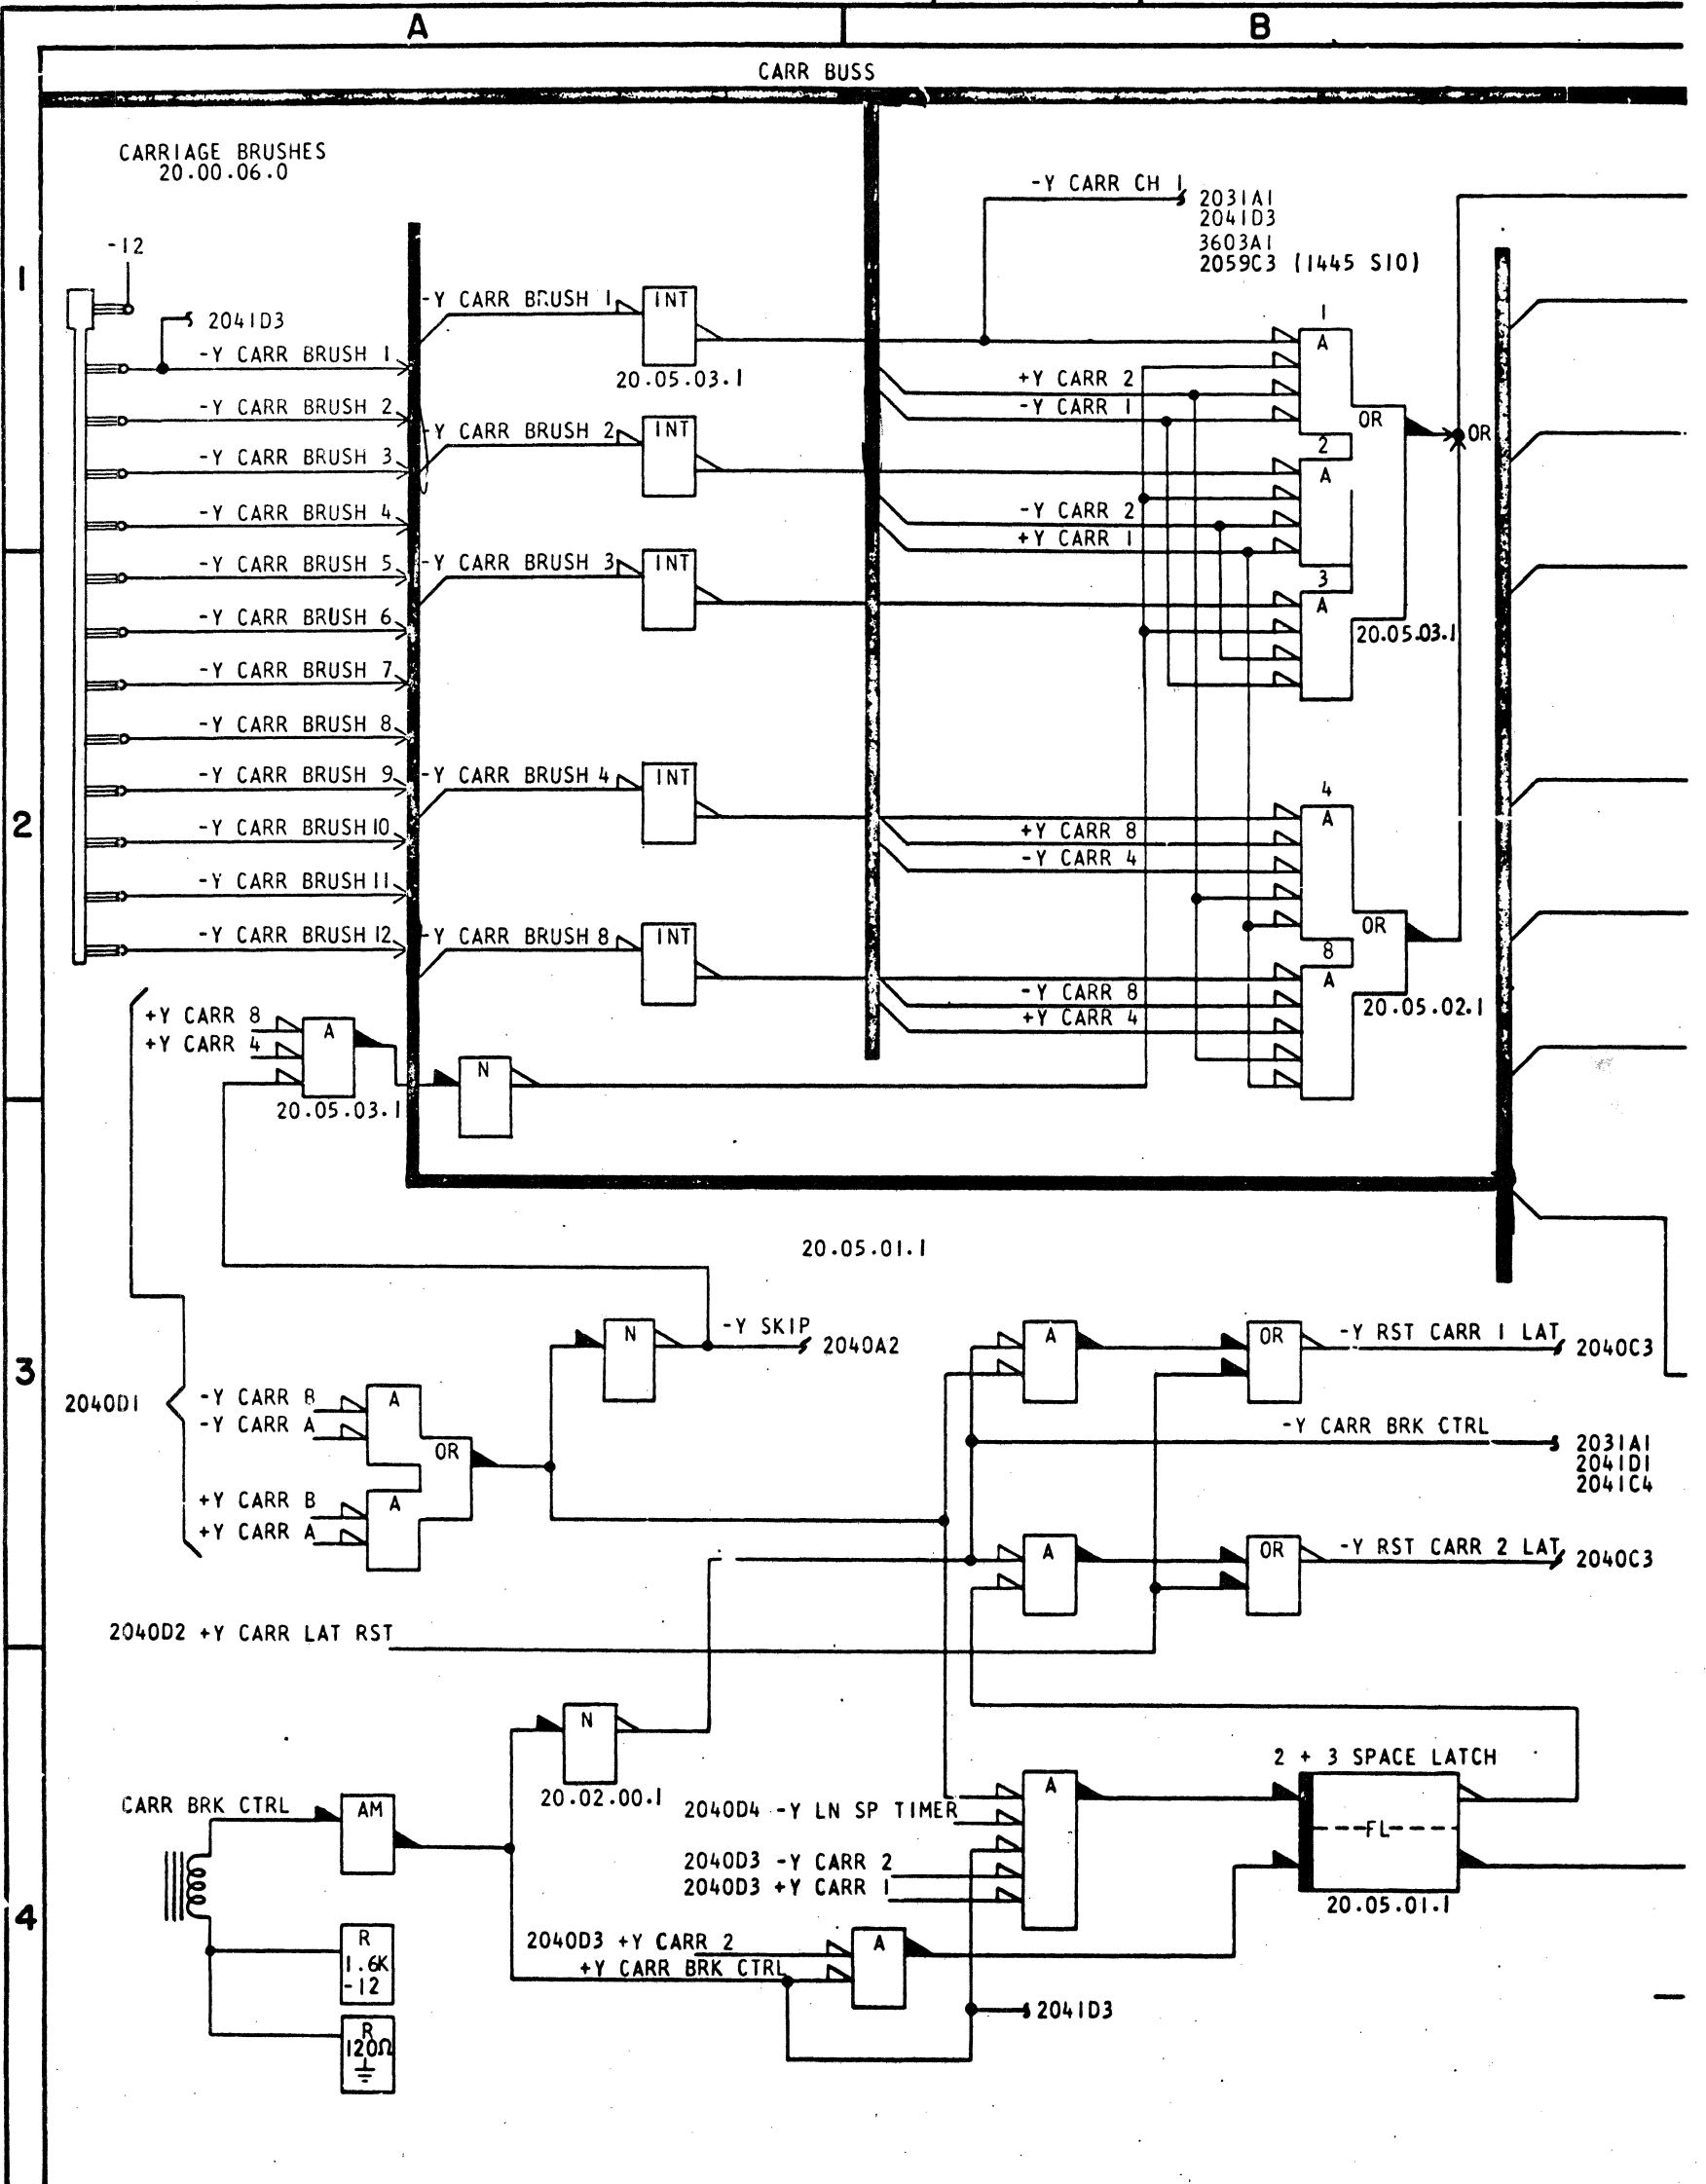 A
B
CARR BUSS
CARRIAGE BRUSHES
20.00.06.0
-12
1
2041D3
-Y CARR BRUSH 1
-Y CARR BRUSH 2
-Y CARR BRUSH 3
-Y CARR BRUSH 4
-Y CARR BRUSH 5
-Y CARR BRUSH 6
-Y CARR BRUSH 7
-Y CARR BRUSH 8
-Y CARR BRUSH 9
-Y CARR BRUSH 10
-Y CARR BRUSH 11
-Y CARR BRUSH 12
-Y CARR BRUSH 1
INT
20.05.03.1
-Y CARR BRUSH 2
INT
-Y CARR BRUSH 3
INT
-Y CARR BRUSH 4
INT
-Y CARR BRUSH 8
INT
-Y CARR CH 1
2031A1
2041D3
3603A1
2059C3 (1445 SIO)
+Y CARR 2
-Y CARR 1
-Y CARR 2
+Y CARR 1
1
A
2
A
3
A
OR
OR
20.05.03.1
2
+Y CARR 8
-Y CARR 4
-Y CARR 8
+Y CARR 4
4
A
8
A
OR
20.05.02.1
+Y CARR 8
+Y CARR 4
A
20.05.03.1
N
20.05.01.1
3
N
-Y SKIP
2040A2
2040D1
-Y CARR B
-Y CARR A
A
OR
+Y CARR B
+Y CARR A
A
A
OR
-Y RST CARR 1 LAT
2040C3
-Y CARR BRK CTRL
2031A1
2041D1
2041C4
A
OR
-Y RST CARR 2 LAT
2040C3
2040D2 +Y CARR LAT RST
N
20.02.00.1
4
CARR BRK CTRL
AM
R
1.6K
-12
R
120Ω
2040D4 -Y LN SP TIMER
2040D3 -Y CARR 2
2040D3 +Y CARR 1
A
2040D3 +Y CARR 2
+Y CARR BRK CTRL
A
2041D3
2 + 3 SPACE LATCH
FL
20.05.01.1